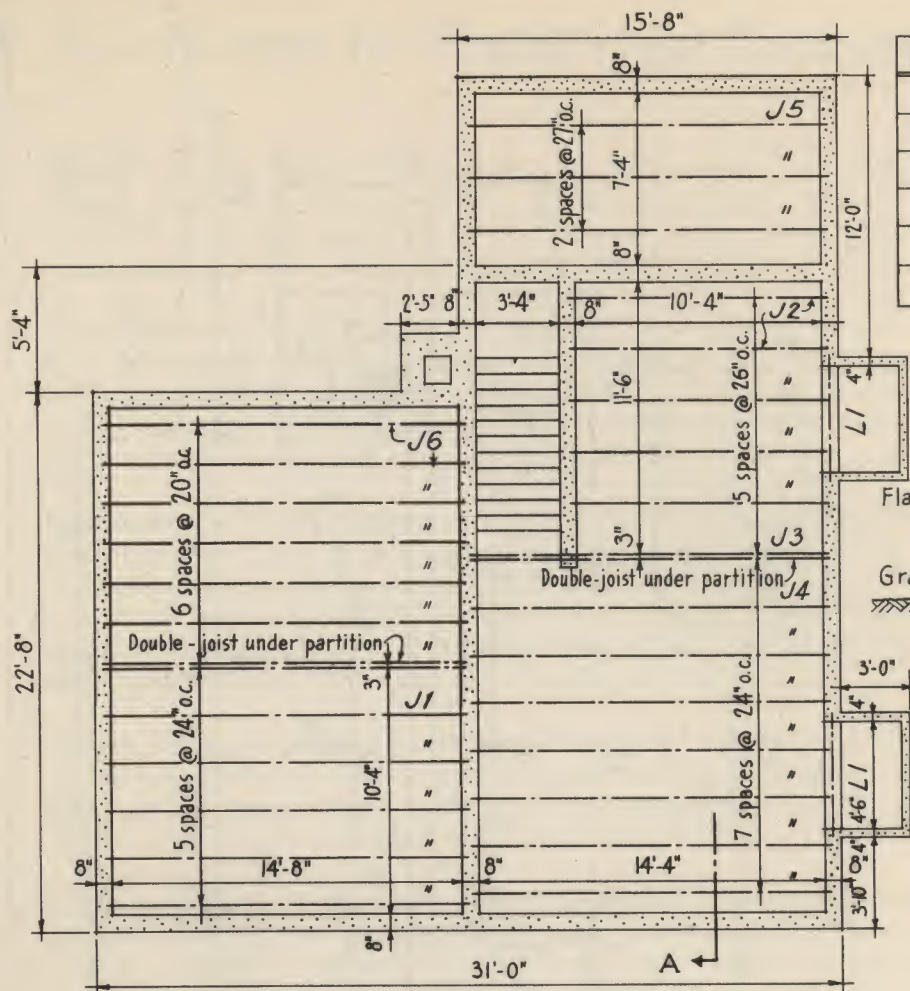 15'-8"
8"
J5
2 spaces @ 27" o.c.
7-4"
"
"
12'-0"
8"
5'-4"
2'-5"
8"
3'-4"
8"
10'-4"
J2
4"
L1
J6
6 spaces @ 20" o.c.
"
"
"
"
"
11'-6"
5 spaces @ 26" o.c.
"
"
"
Fla
3"
J3
Double-joist under partition
J4
Gra
22'-8"
Double-joist under partition
3"
J1
5 spaces @ 24" o.c.
10'-4"
"
"
"
"
7 spaces @ 24" o.c.
"
"
"
"
"
"
3'-0"
4"
4'-6
L1
8"
14'-8"
8"
14'-4"
8"
4"
3'-10"
8"
A
31'-0"